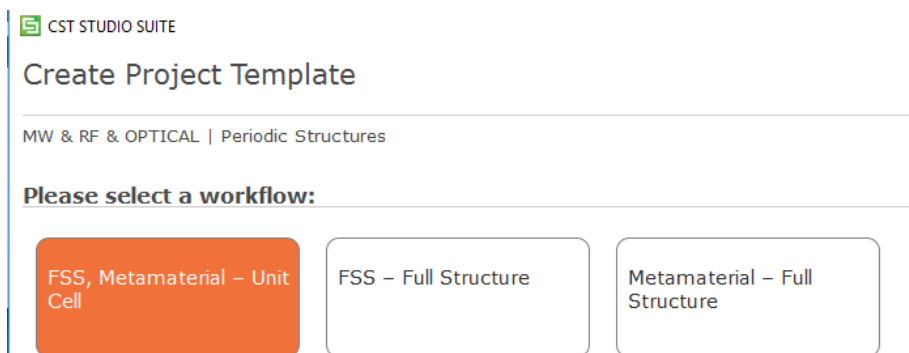 CST STUDIO SUITE
Create Project Template
MW & RF & OPTICAL | Periodic Structures
Please select a workflow:
FSS, Metamaterial – Unit
Cell
FSS – Full Structure
Metamaterial – Full
Structure